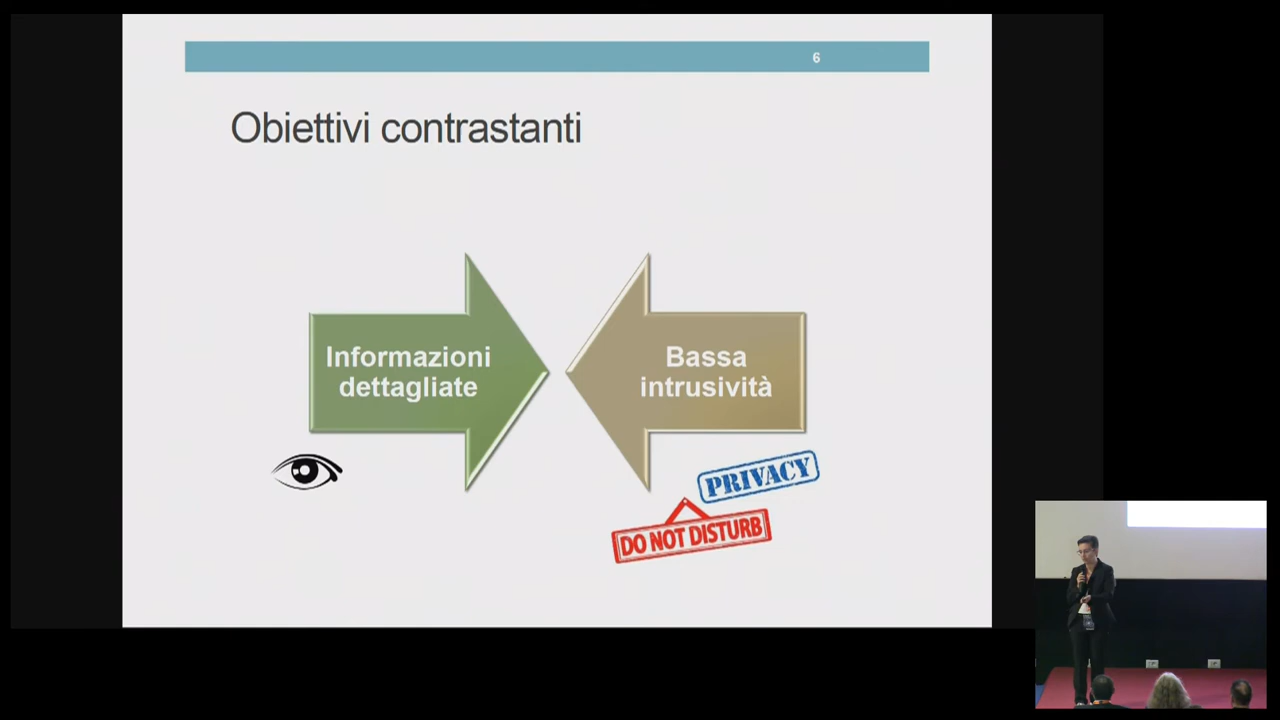 6
Obiettivi contrastanti
Informazioni
dettagliate
Bassa
intrusività
PRIVACY
DO NOT DISTURB